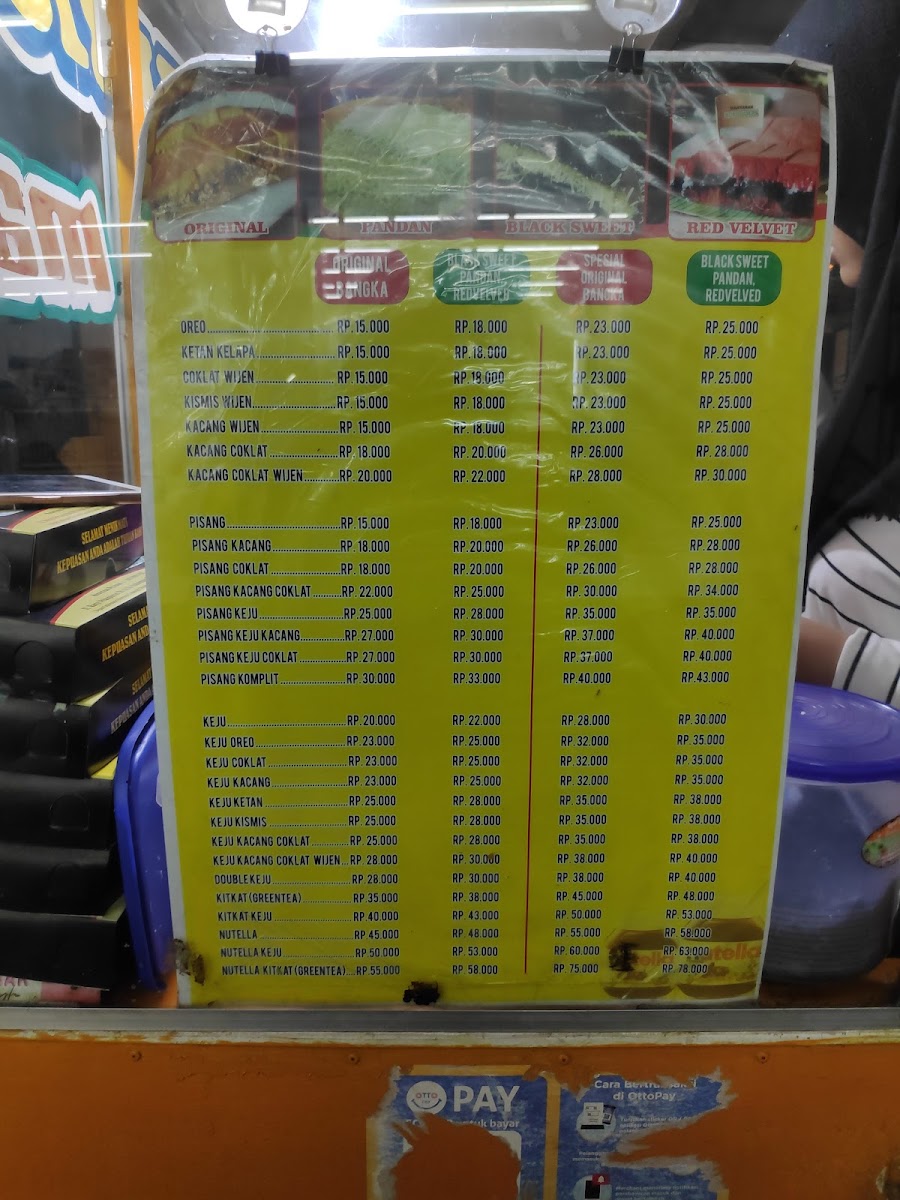 ORIGINAL PANDAN BLACK SWEET RED VELVET
ORIGINAL BANGKA
BLACK SWEET PANDAN, REDVELVED
SPESIAL ORIGINAL BANGKA
BLACK SWEET PANDAN, REDVELVED
OREO RP. 15.000 RP. 18.000 RP. 23.000 RP. 25.000
KETAN KELAPA RP. 15.000 RP. 18.000 RP. 23.000 RP. 25.000
COKLAT WIJEN RP. 15.000 RP. 18.000 RP. 23.000 RP. 25.000
KISMIS WIJEN RP. 15.000 RP. 18.000 RP. 23.000 RP. 25.000
KACANG WIJEN RP. 15.000 RP. 18.000 RP. 23.000 RP. 25.000
KACANG COKLAT RP. 18.000 RP. 20.000 RP. 26.000 RP. 28.000
KACANG COKLAT WIJEN RP. 20.000 RP. 22.000 RP. 28.000 RP. 30.000
PISANG RP. 15.000 RP. 18.000 RP. 23.000 RP. 25.000
PISANG KACANG RP. 18.000 RP. 20.000 RP. 26.000 RP. 28.000
PISANG COKLAT RP. 18.000 RP. 20.000 RP. 26.000 RP. 28.000
PISANG KACANG COKLAT RP. 22.000 RP. 25.000 RP. 30.000 RP. 34.000
PISANG KEJU RP. 25.000 RP. 28.000 RP. 35.000 RP. 35.000
PISANG KEJU KACANG RP. 27.000 RP. 30.000 RP. 37.000 RP. 40.000
PISANG KEJU COKLAT RP. 27.000 RP. 30.000 RP. 37.000 RP. 40.000
PISANG KOMPLIT RP. 30.000 RP. 33.000 RP. 40.000 RP. 43.000
KEJU RP. 20.000 RP. 22.000 RP. 28.000 RP. 30.000
KEJU OREO RP. 23.000 RP. 25.000 RP. 32.000 RP. 35.000
KEJU COKLAT RP. 23.000 RP. 25.000 RP. 32.000 RP. 35.000
KEJU KACANG RP. 23.000 RP. 25.000 RP. 32.000 RP. 35.000
KEJU KETAN RP. 25.000 RP. 28.000 RP. 35.000 RP. 38.000
KEJU KISMIS RP. 25.000 RP. 28.000 RP. 35.000 RP. 38.000
KEJU KACANG COKLAT RP. 25.000 RP. 28.000 RP. 35.000 RP. 38.000
KEJU KACANG COKLAT WIJEN RP. 28.000 RP. 30.000 RP. 38.000 RP. 40.000
DOUBLE KEJU RP. 28.000 RP. 30.000 RP. 38.000 RP. 40.000
KITKAT (GREENTEA) RP. 35.000 RP. 38.000 RP. 45.000 RP. 48.000
KITKAT KEJU RP. 40.000 RP. 43.000 RP. 50.000 RP. 53.000
NUTELLA RP. 45.000 RP. 48.000 RP. 55.000 RP. 58.000
NUTELLA KEJU RP. 50.000 RP. 53.000 RP. 60.000 RP. 63.000
NUTELLA KITKAT (GREENTEA) RP. 55.000 RP. 58.000 RP. 75.000 RP. 78.000
SELAMAT MENIKMATI
KEPUASAN ANDA ADALAH
OTTO PAY PAY
bayar
Cara
di OttoPay